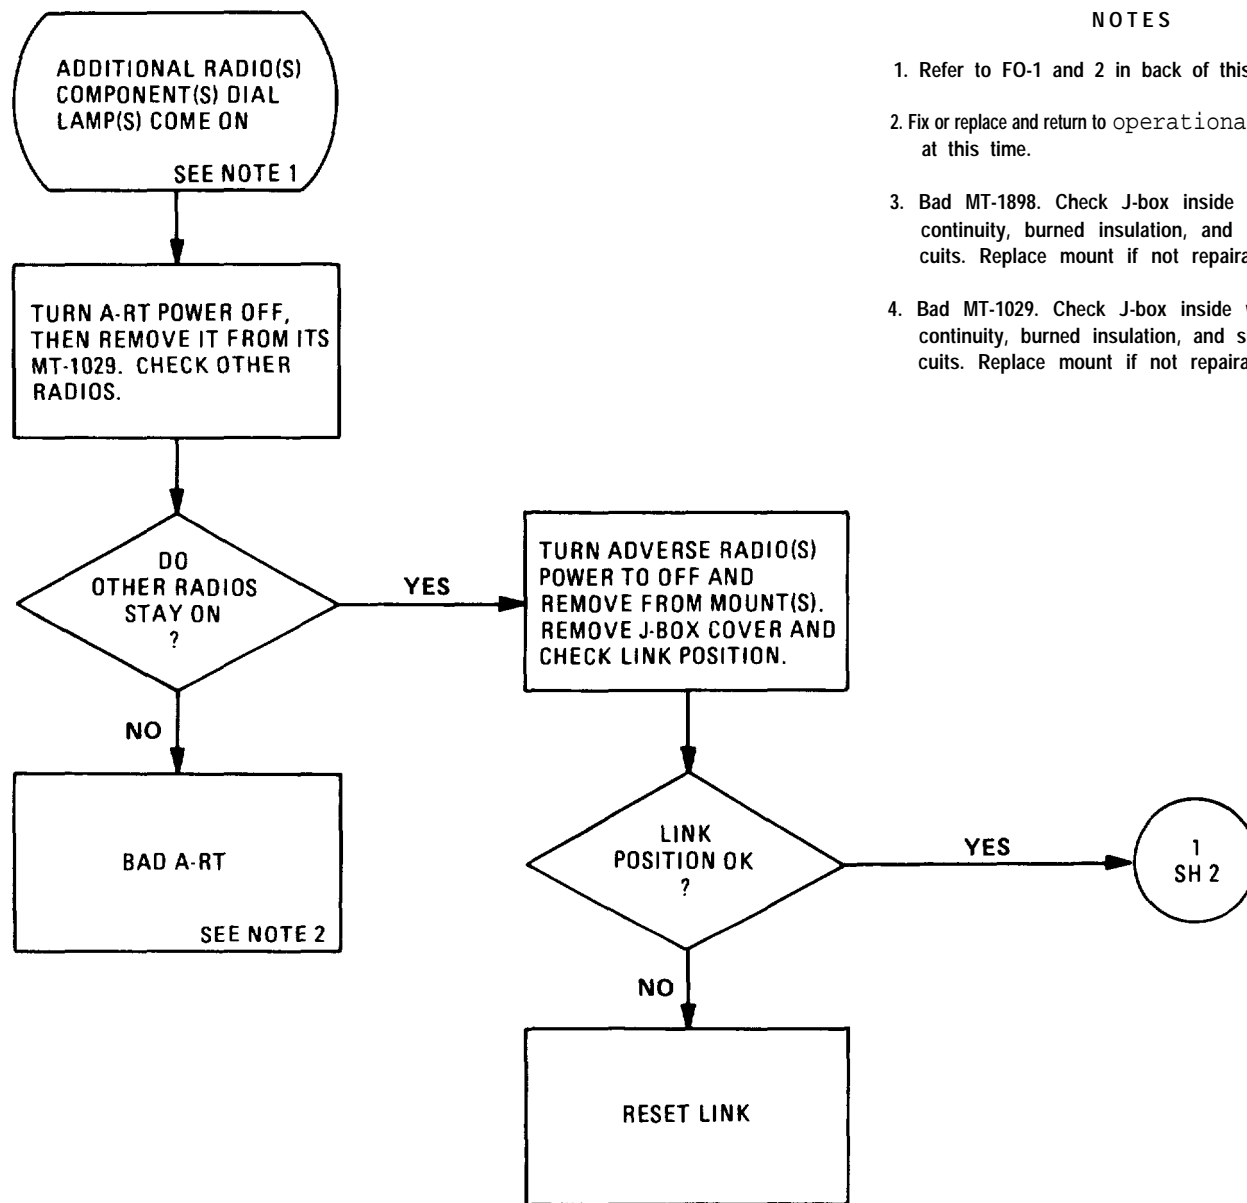 ADDITIONAL RADIO(S)
COMPONENT(S) DIAL
LAMP(S) COME ON
SEE NOTE 1
TURN A-RT POWER OFF,
THEN REMOVE IT FROM ITS
MT-1029. CHECK OTHER
RADIOS.
DO
OTHER RADIOS
STAY ON
?
YES
NO
BAD A-RT
SEE NOTE 2
TURN ADVERSE RADIO(S)
POWER TO OFF AND
REMOVE FROM MOUNT(S).
REMOVE J-BOX COVER AND
CHECK LINK POSITION.
LINK
POSITION OK
?
YES
1
SH 2
NO
RESET LINK
NOTES
1. Refer to FO-1 and 2 in back of this
2. Fix or replace and return to operationa
at this time.
3. Bad MT-1898. Check J-box inside
continuity, burned insulation, and
cuits. Replace mount if not repaira
4. Bad MT-1029. Check J-box inside
continuity, burned insulation, and s
cuits. Replace mount if not repaira